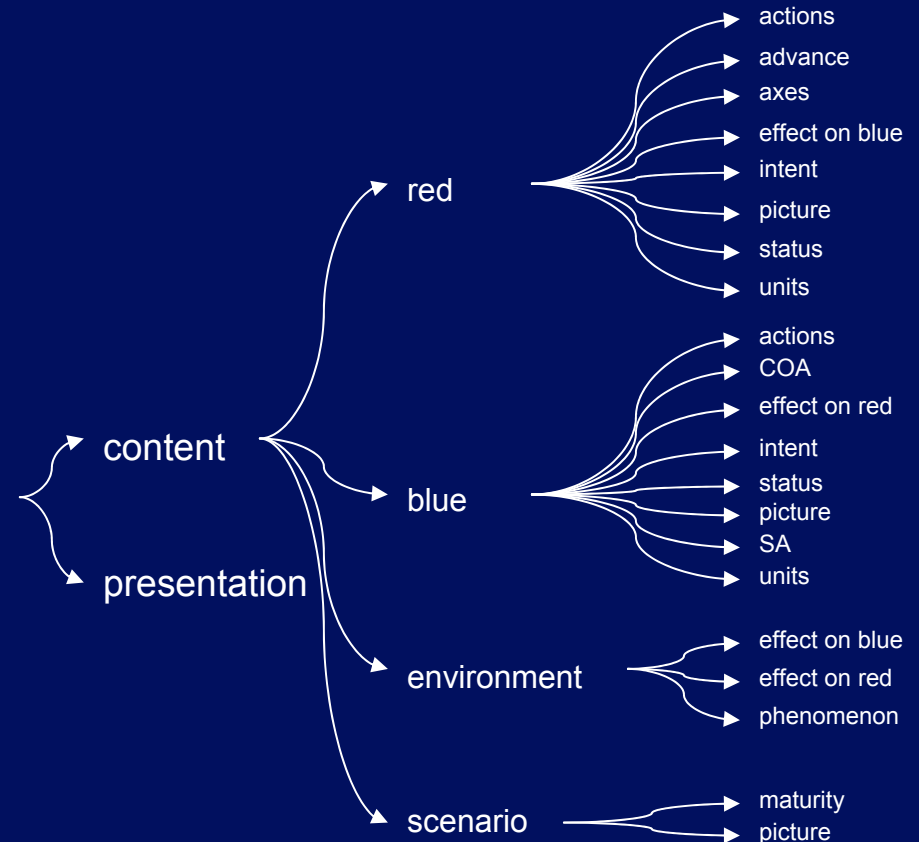 content
presentation
red
actions
advance
axes
effect on blue
intent
picture
status
units
blue
actions
COA
effect on red
intent
status
picture
SA
units
environment
effect on blue
effect on red
phenomenon
scenario
maturity
picture